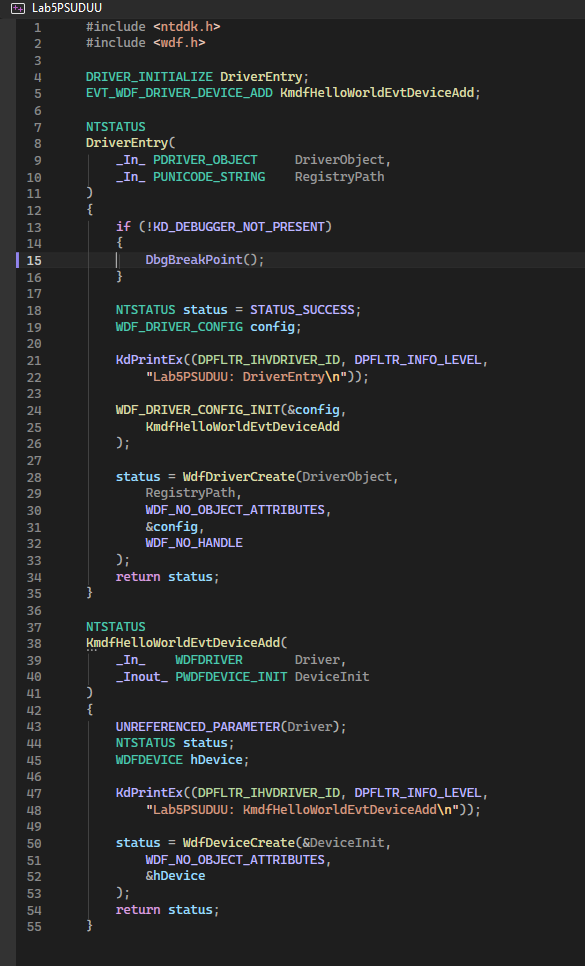 Lab5PSUDUU
1 #include <ntddk.h>
2 #include <wdf.h>
3
4 DRIVER_INITIALIZE DriverEntry;
5 EVT_WDF_DRIVER_DEVICE_ADD KmdfHelloWorldEvtDeviceAdd;
6
7 NTSTATUS
8 DriverEntry(
9     _In_ PDRIVER_OBJECT     DriverObject,
10     _In_ PUNICODE_STRING    RegistryPath
11 )
12 {
13     if (!KD_DEBUGGER_NOT_PRESENT)
14     {
15         DbgBreakPoint();
16     }
17
18     NTSTATUS status = STATUS_SUCCESS;
19     WDF_DRIVER_CONFIG config;
20
21     KdPrintEx((DPFLTR_IHVDRIVER_ID, DPFLTR_INFO_LEVEL,
22         "Lab5PSUDUU: DriverEntry\n"));
23
24     WDF_DRIVER_CONFIG_INIT(&config,
25         KmdfHelloWorldEvtDeviceAdd
26     );
27
28     status = WdfDriverCreate(DriverObject,
29         RegistryPath,
30         WDF_NO_OBJECT_ATTRIBUTES,
31         &config,
32         WDF_NO_HANDLE
33     );
34     return status;
35 }
36
37 NTSTATUS
38 KmdfHelloWorldEvtDeviceAdd(
39     _In_    WDFDRIVER       Driver,
40     _Inout_ PWDFDEVICE_INIT DeviceInit
41 )
42 {
43     UNREFERENCED_PARAMETER(Driver);
44     NTSTATUS status;
45     WDFDEVICE hDevice;
46
47     KdPrintEx((DPFLTR_IHVDRIVER_ID, DPFLTR_INFO_LEVEL,
48         "Lab5PSUDUU: KmdfHelloWorldEvtDeviceAdd\n"));
49
50     status = WdfDeviceCreate(&DeviceInit,
51         WDF_NO_OBJECT_ATTRIBUTES,
52         &hDevice
53     );
54     return status;
55 }